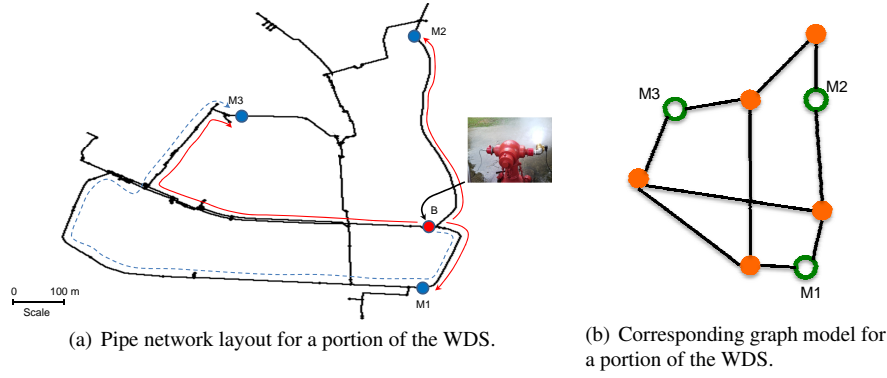 M2
M3
B
M1
0 100 m
Scale
(a) Pipe network layout for a portion of the WDS.
M3
M2
M1
(b) Corresponding graph model for
a portion of the WDS.